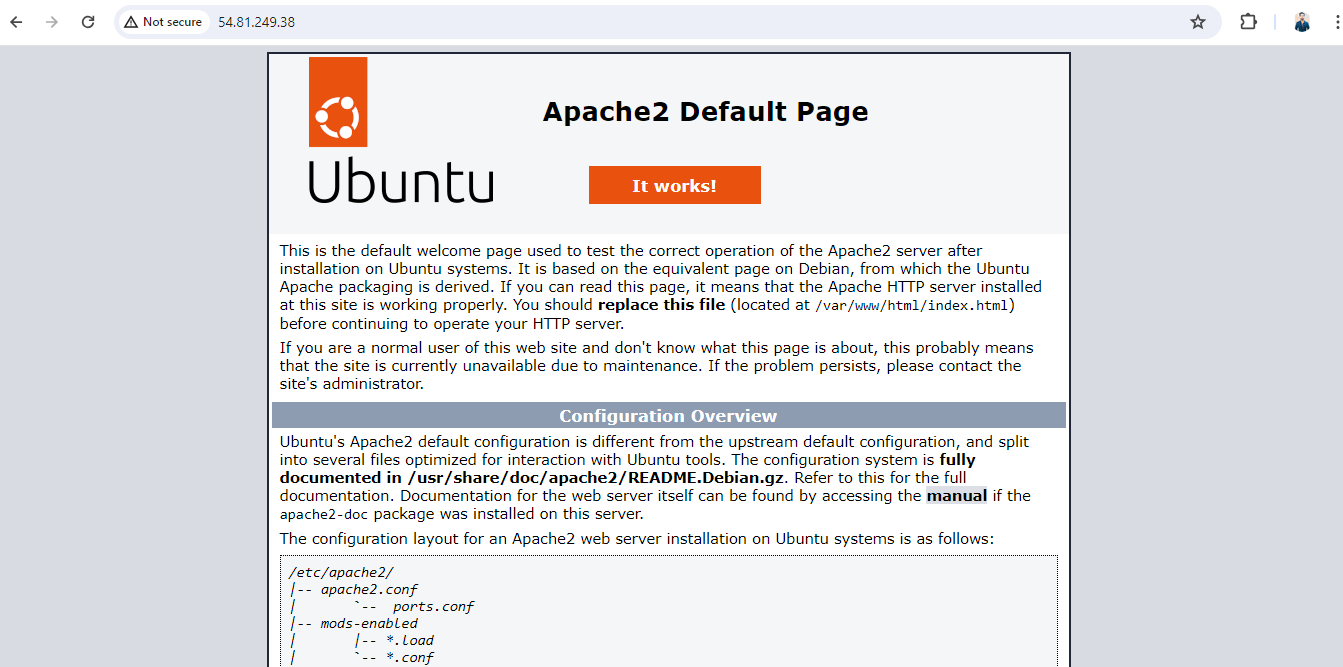 Not secure 54.81.249.38
Apache2 Default Page
Ubuntu
It works!
This is the default welcome page used to test the correct operation of the Apache2 server after
installation on Ubuntu systems. It is based on the equivalent page on Debian, from which the Ubuntu
Apache packaging is derived. If you can read this page, it means that the Apache HTTP server installed
at this site is working properly. You should replace this file (located at /var/www/html/index.html)
before continuing to operate your HTTP server.
If you are a normal user of this web site and don't know what this page is about, this probably means
that the site is currently unavailable due to maintenance. If the problem persists, please contact the
site's administrator.
Configuration Overview
Ubuntu's Apache2 default configuration is different from the upstream default configuration, and split
into several files optimized for interaction with Ubuntu tools. The configuration system is fully
documented in /usr/share/doc/apache2/README.Debian.gz. Refer to this for the full
documentation. Documentation for the web server itself can be found by accessing the manual if the
apache2-doc package was installed on this server.
The configuration layout for an Apache2 web server installation on Ubuntu systems is as follows:
/etc/apache2/
|-- apache2.conf
|       `--  ports.conf
|-- mods-enabled
|       |-- *.load
|       `-- *.conf